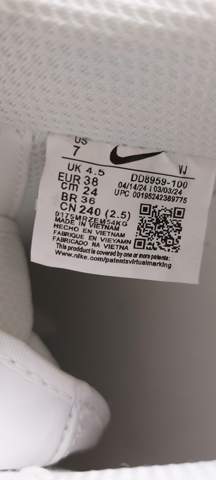 US
7 W
UK 4.5
EUR 38 DD8959-100
cm 24 04/14/24 | 03/03/24
BR 36 UPC 00195242389775
CN 240 (2.5)
MADE IN VIETNAM
HECHO EN VIETNAM
FABRIQUE EN VIEYAMN
FABRICADO NA VIETNA
This product is covered by one or more patents:
www.nike.com/patentsvirtualmarking